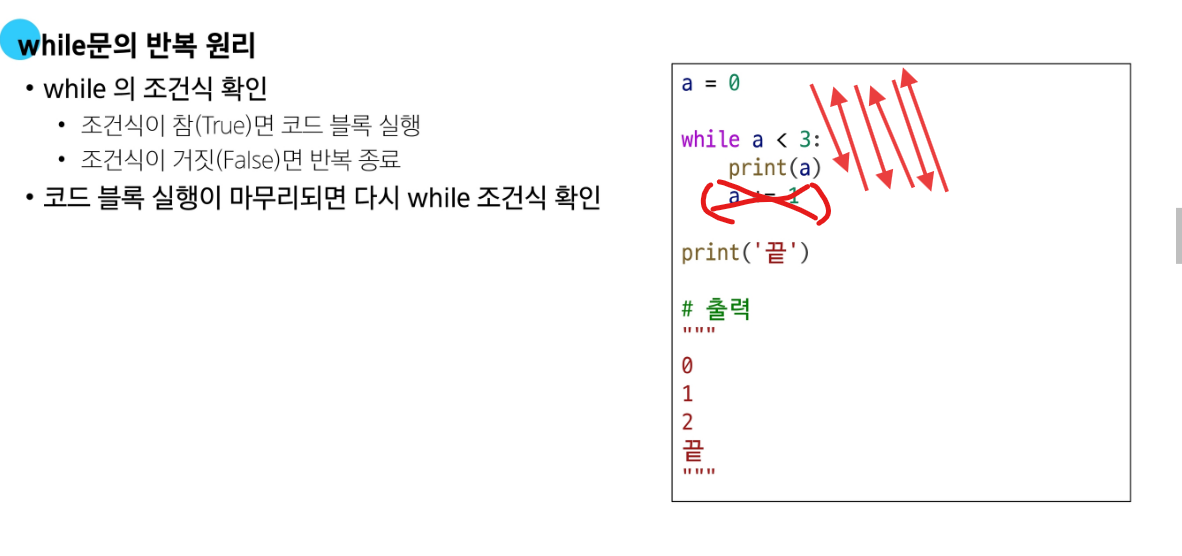 while문의 반복 원리
• while 의 조건식 확인
• 조건식이 참(True)면 코드 블록 실행
• 조건식이 거짓(False)면 반복 종료
• 코드 블록 실행이 마무리되면 다시 while 조건식 확인
a = 0
while a < 3:
print(a)
a += 1
print('끝')
# 출력
"""
0
1
2
끝
"""